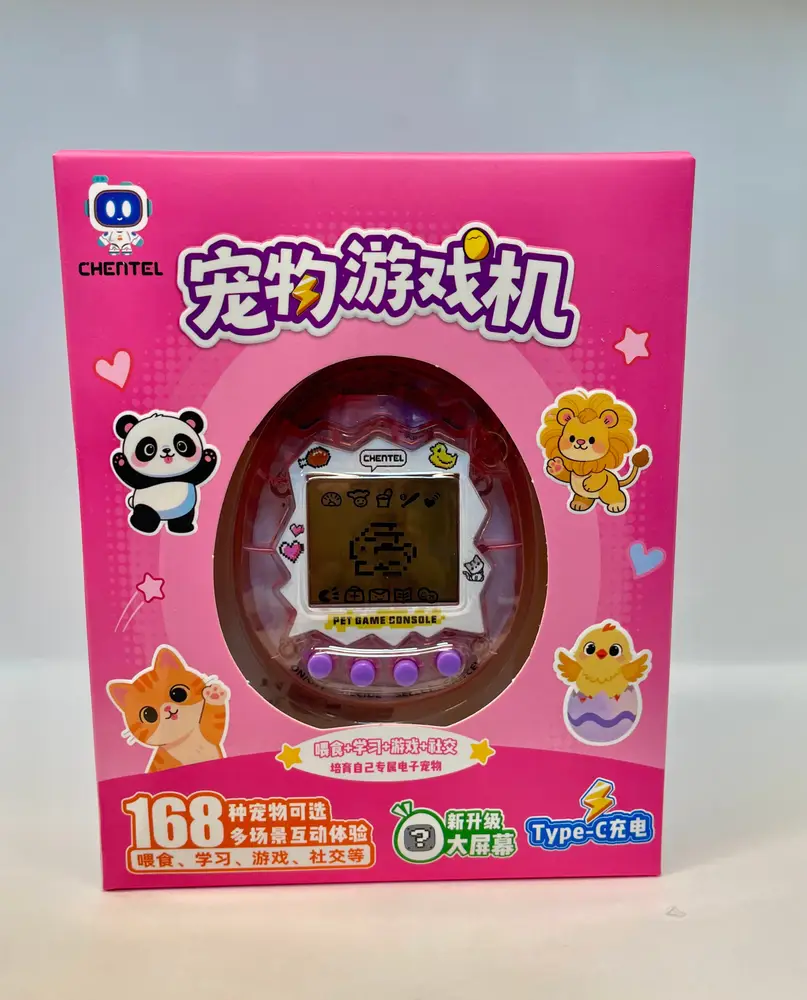 CHENTEL
宠物游戏机
CHENTEL
PET GAME CONSOLE
喂食+学习+游戏+社交
培育自己专属电子宠物
168种宠物可选
多场景互动体验
喂食、学习、游戏、社交等
?
新升级
大屏幕
Type-C充电